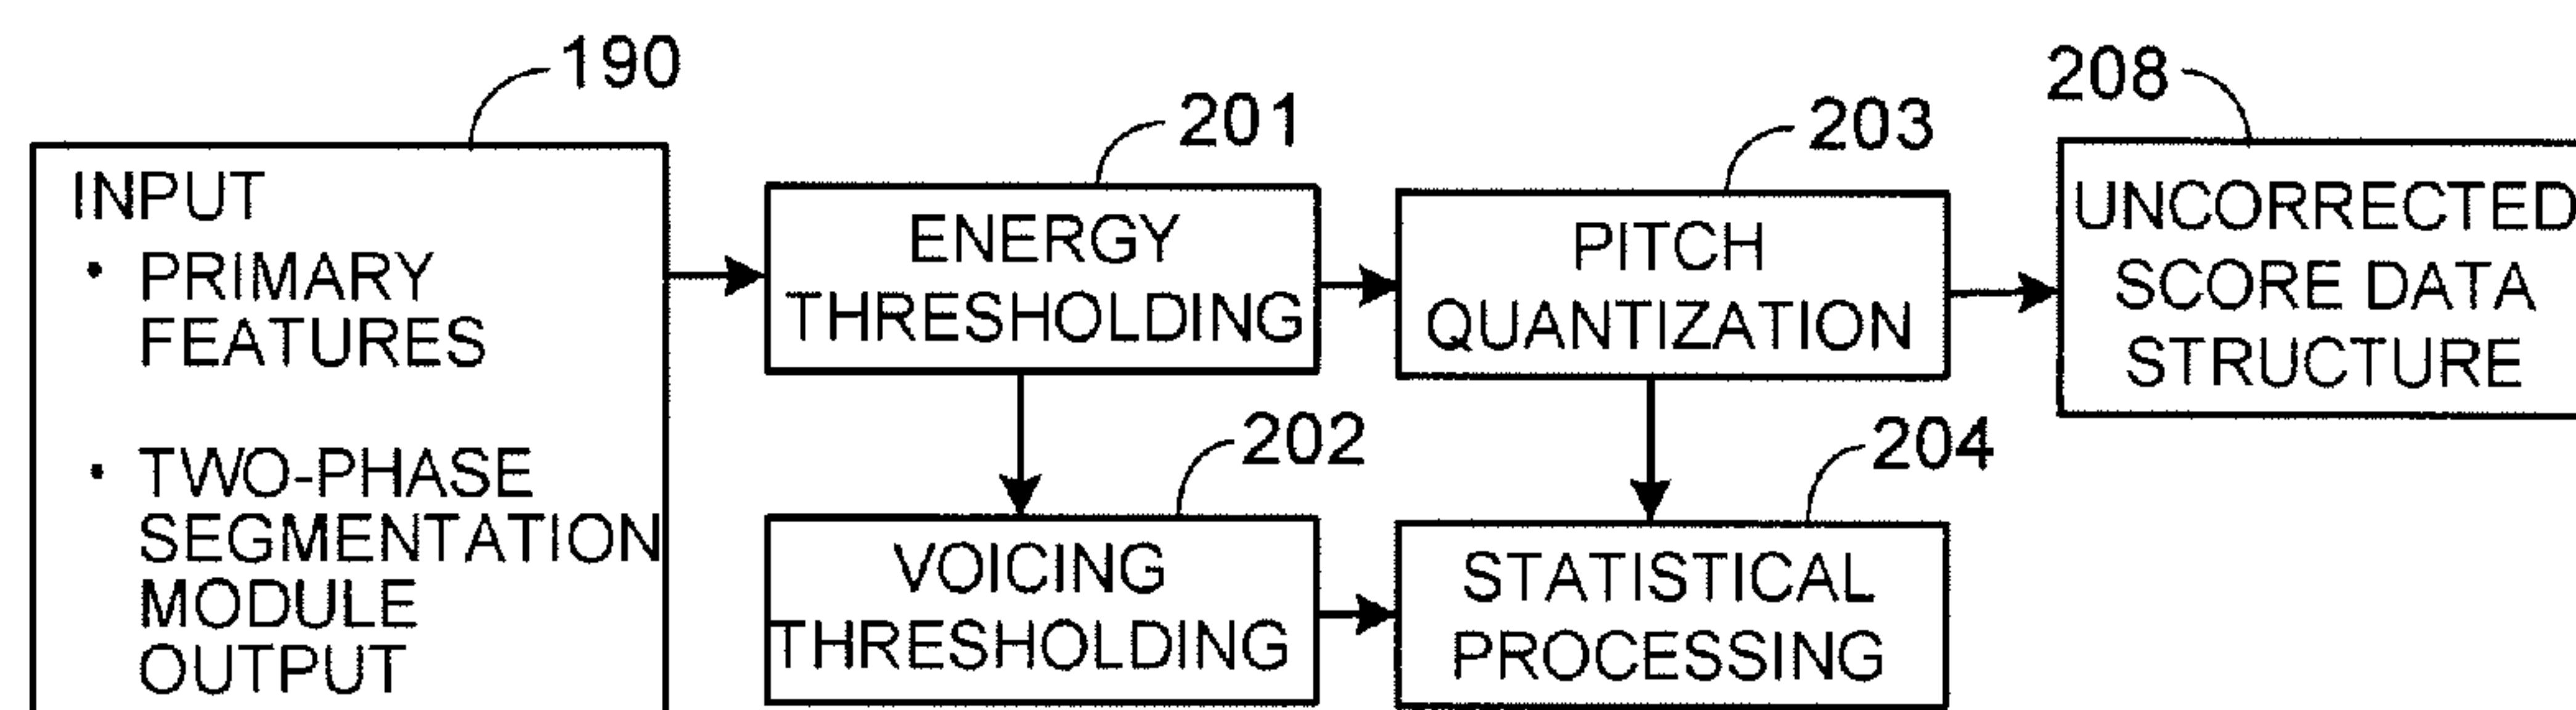 190
INPUT
• PRIMARY
FEATURES
• TWO-PHASE
SEGMENTATION
MODULE
OUTPUT
201
ENERGY
THRESHOLDING
202
VOICING
THRESHOLDING
203
PITCH
QUANTIZATION
204
STATISTICAL
PROCESSING
208
UNCORRECTED
SCORE DATA
STRUCTURE